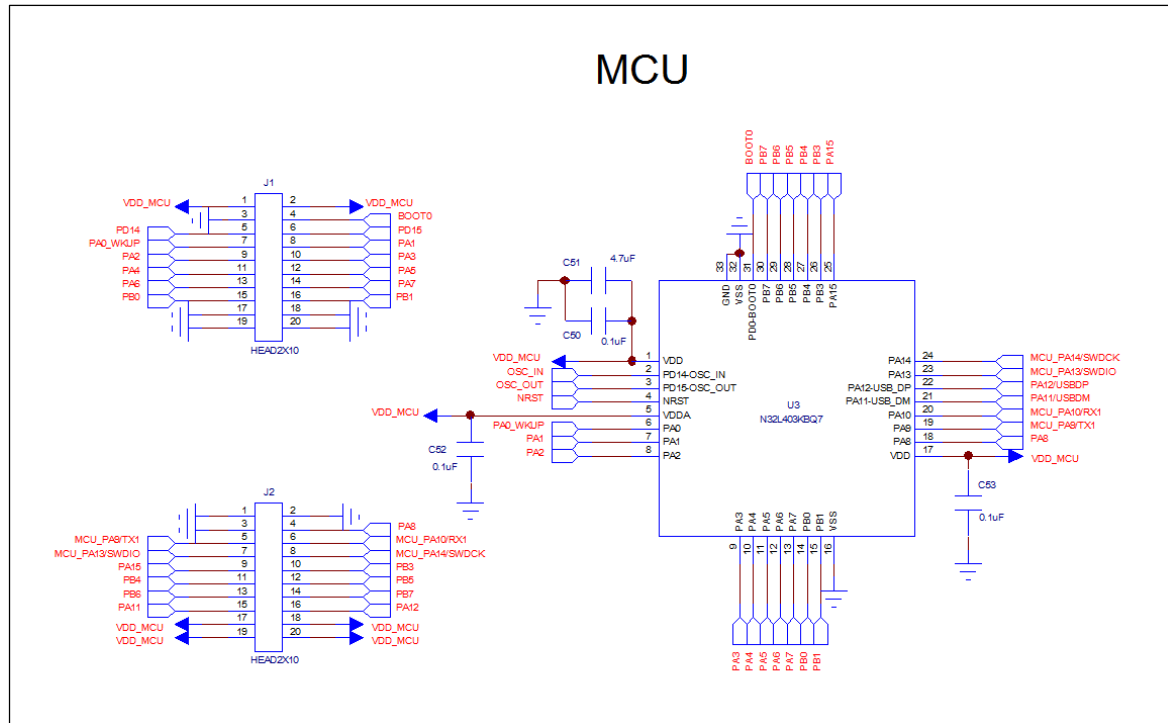 MCU
J1
VDD_MCU 1 2 VDD_MCU
3 4 BOOT0
PD14 5 6 PD15
PA0_WKUP 7 8 PA1
PA2 9 10 PA3
PA4 11 12 PA5
PA6 13 14 PA7
PB0 15 16 PB1
17 18
19 20
HEAD2X10
BOOT0 PB7 PB6 PB5 PB4 PB3 PA15
33 32 31 30 29 28 27 26 25
GND VSS PD0-BOOT0 PB7 PB6 PB5 PB4 PB3 PA15
C51 4.7uF
C50 0.1uF
VDD_MCU 1 VDD
OSC_IN 2 PD14-OSC_IN
OSC_OUT 3 PD15-OSC_OUT
NRST 4 NRST
VDD_MCU 5 VDDA
PA0_WKUP 6 PA0
PA1 7 PA1
PA2 8 PA2
C52
0.1uF
U3
N32L403KBQ7
PA14 24 MCU_PA14/SWDCK
PA13 23 MCU_PA13/SWDIO
PA12-USB_DP 22 PA12/USBDP
PA11-USB_DM 21 PA11/USBDM
PA10 20 MCU_PA10/RX1
PA9 19 MCU_PA9/TX1
PA8 18 PA8
VDD 17 VDD_MCU
C53
0.1uF
PA3 PA4 PA5 PA6 PA7 PB0 PB1 VSS
9 10 11 12 13 14 15 16
PA3 PA4 PA5 PA6 PA7 PB0 PB1
J2
1 2
3 4 PA8
MCU_PA9/TX1 5 6 MCU_PA10/RX1
MCU_PA13/SWDIO 7 8 MCU_PA14/SWDCK
PA15 9 10 PB3
PB4 11 12 PB5
PB6 13 14 PB7
PA11 15 16 PA12
VDD_MCU 17 18 VDD_MCU
VDD_MCU 19 20 VDD_MCU
HEAD2X10